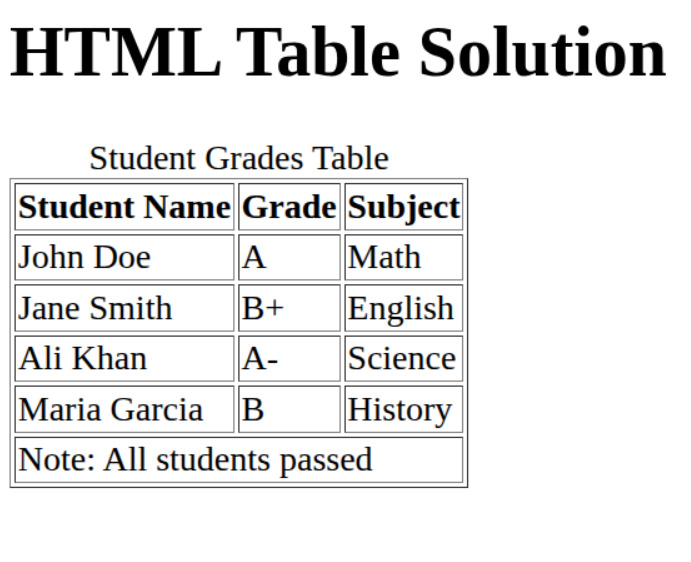 HTML Table Solution
Student Grades Table
Student Name Grade Subject
John Doe A Math
Jane Smith B+ English
Ali Khan A- Science
Maria Garcia B History
Note: All students passed